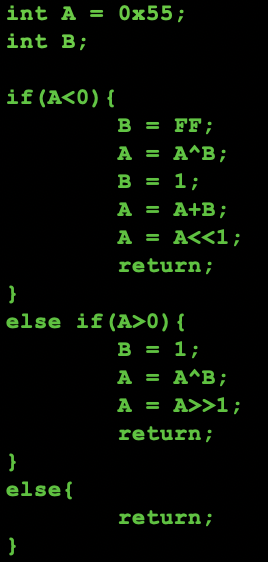 int A = 0x55;
int B;

if(A<0){
        B = FF;
        A = A^B;
        B = 1;
        A = A+B;
        A = A<<1;
        return;
}
else if(A>0){
        B = 1;
        A = A^B;
        A = A>>1;
        return;
}
else{
        return;
}